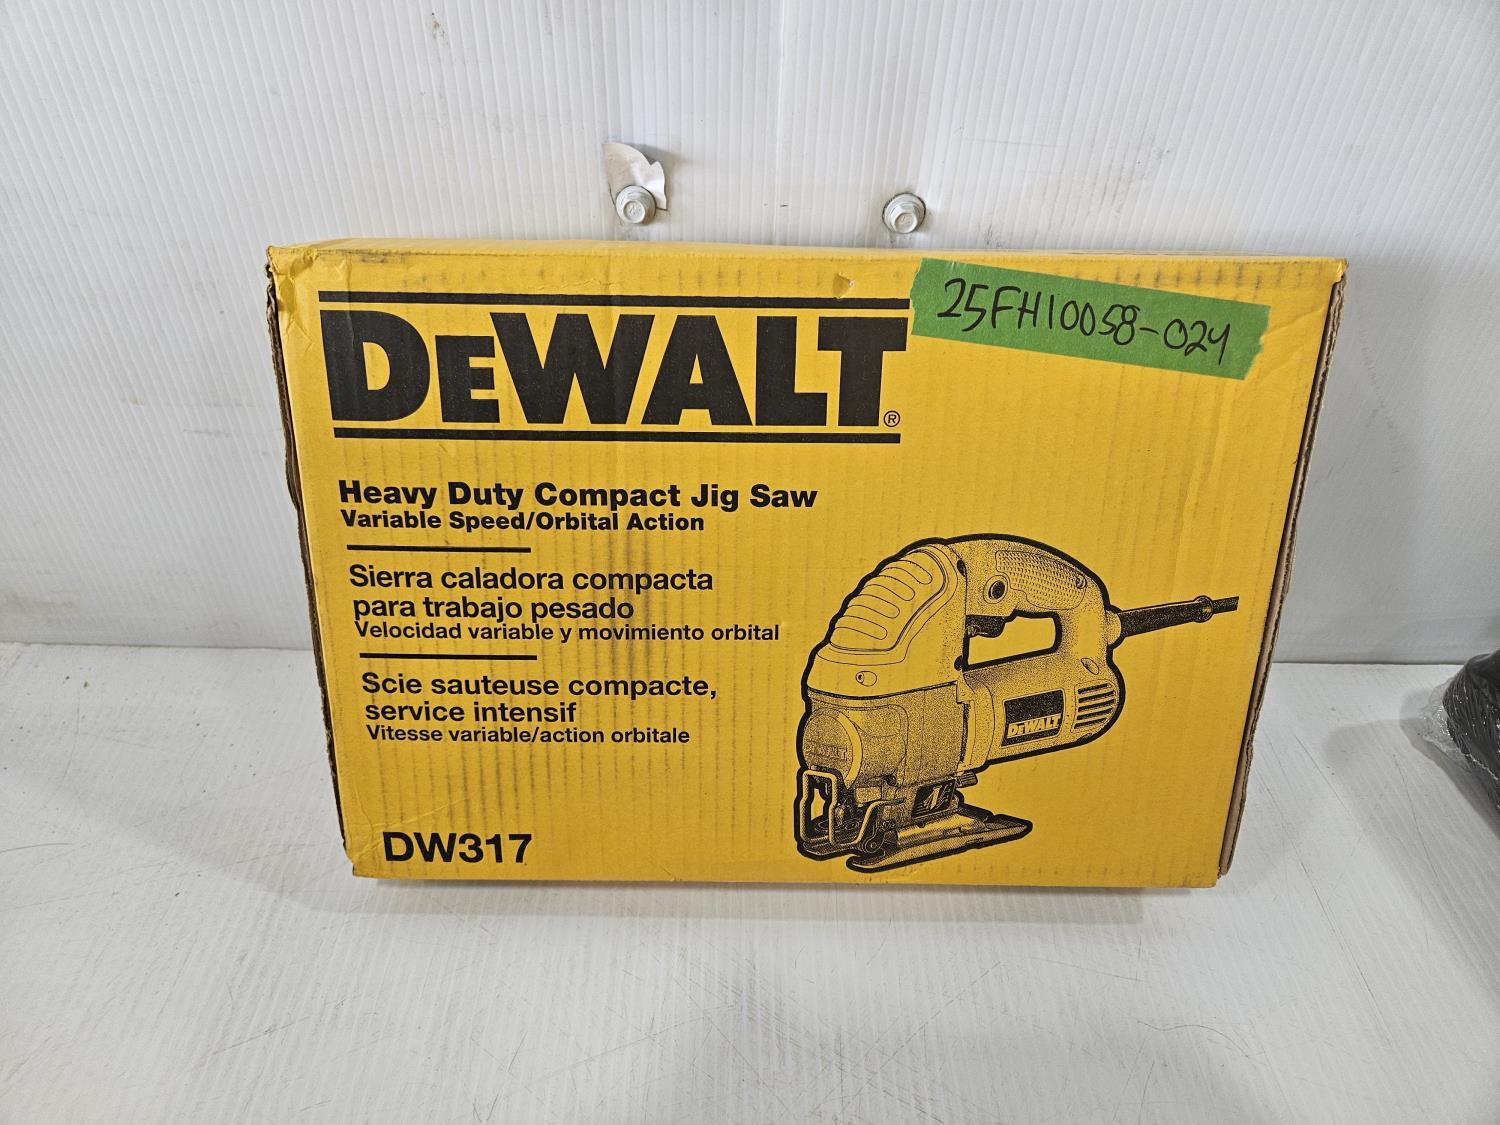 DEWALT®
25FH10058-024
Heavy Duty Compact Jig Saw
Variable Speed/Orbital Action
Sierra caladora compacta
para trabajo pesado
Velocidad variable y movimiento orbital
Scie sauteuse compacte,
service intensif
Vitesse variable/action orbitale
DEWALT
DEWALT
DW317